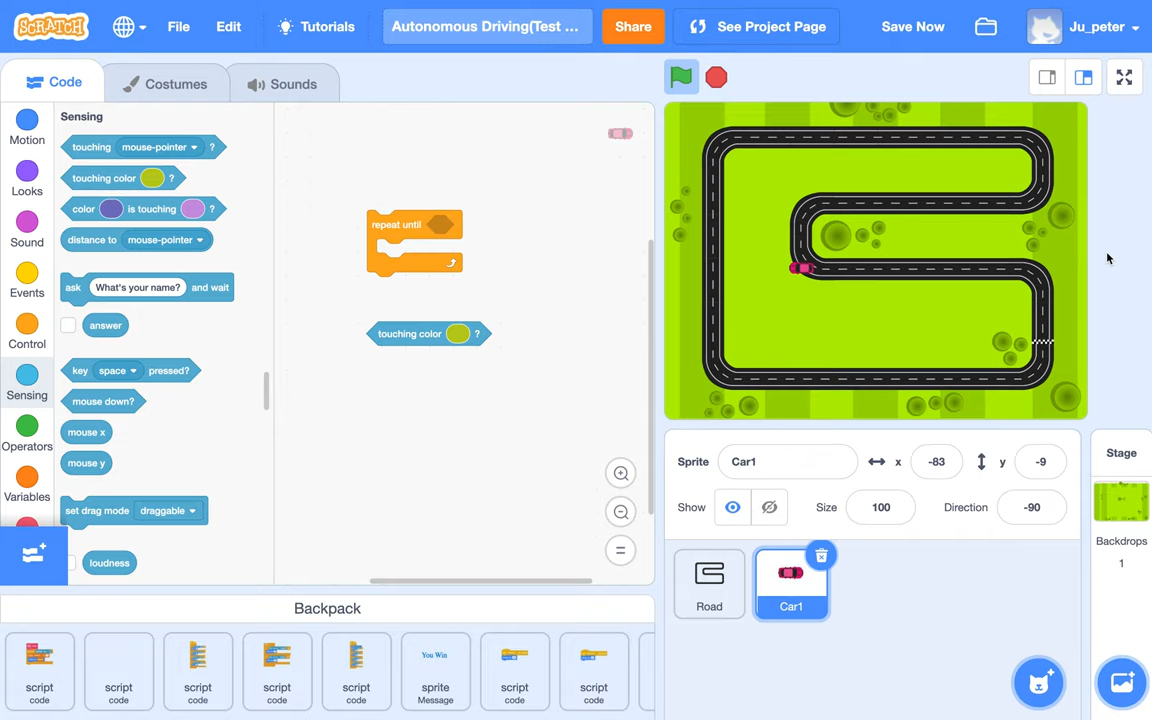 SCRATCH
File
Edit
Tutorials
Autonomous Driving(Test ...
Share
See Project Page
Save Now
Ju_peter
Code
Costumes
Sounds
Motion
Looks
Sound
Events
Control
Sensing
Operators
Variables
Sensing
touching mouse-pointer ?
touching color ?
color is touching ?
distance to mouse-pointer
ask What's your name? and wait
answer
key space pressed?
mouse down?
mouse x
mouse y
set drag mode draggable
loudness
repeat until
touching color ?
Sprite Car1 x -83 y -9
Show Size 100 Direction -90
Road
Car1
Stage
Backdrops
1
Backpack
script
code
script
code
script
code
script
code
script
code
You Win
sprite
Message
script
code
script
code